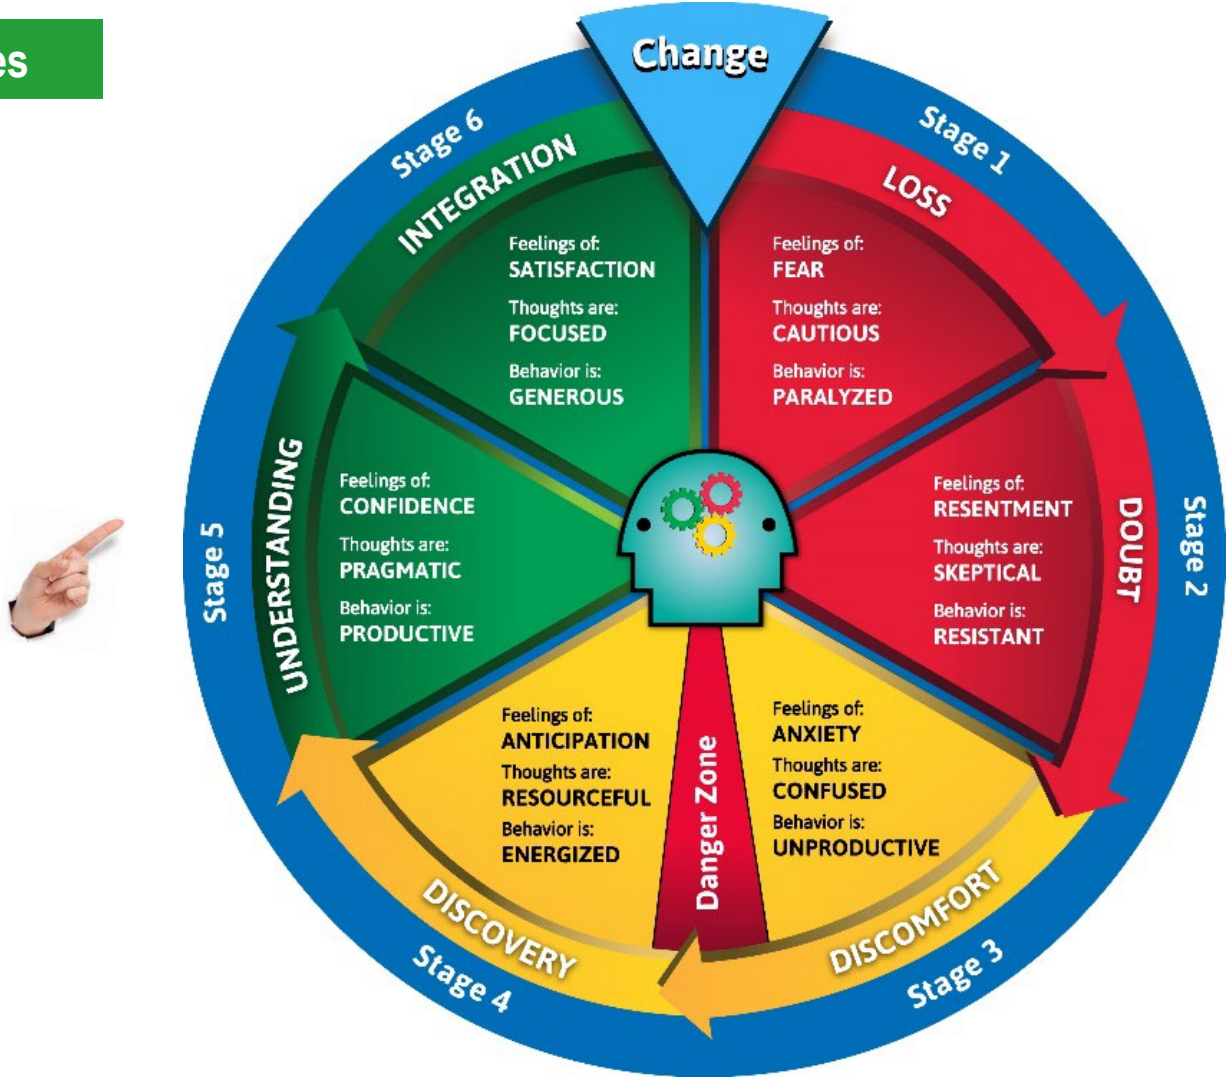 es
Change
Stage 1
LOSS
Feelings of:
FEAR
Thoughts are:
CAUTIOUS
Behavior is:
PARALYZED
Stage 2
DOUBT
Feelings of:
RESENTMENT
Thoughts are:
SKEPTICAL
Behavior is:
RESISTANT
Stage 3
DISCOMFORT
Feelings of:
ANXIETY
Thoughts are:
CONFUSED
Behavior is:
UNPRODUCTIVE
Danger Zone
Stage 4
DISCOVERY
Feelings of:
ANTICIPATION
Thoughts are:
RESOURCEFUL
Behavior is:
ENERGIZED
Stage 5
UNDERSTANDING
Feelings of:
CONFIDENCE
Thoughts are:
PRAGMATIC
Behavior is:
PRODUCTIVE
Stage 6
INTEGRATION
Feelings of:
SATISFACTION
Thoughts are:
FOCUSED
Behavior is:
GENEROUS